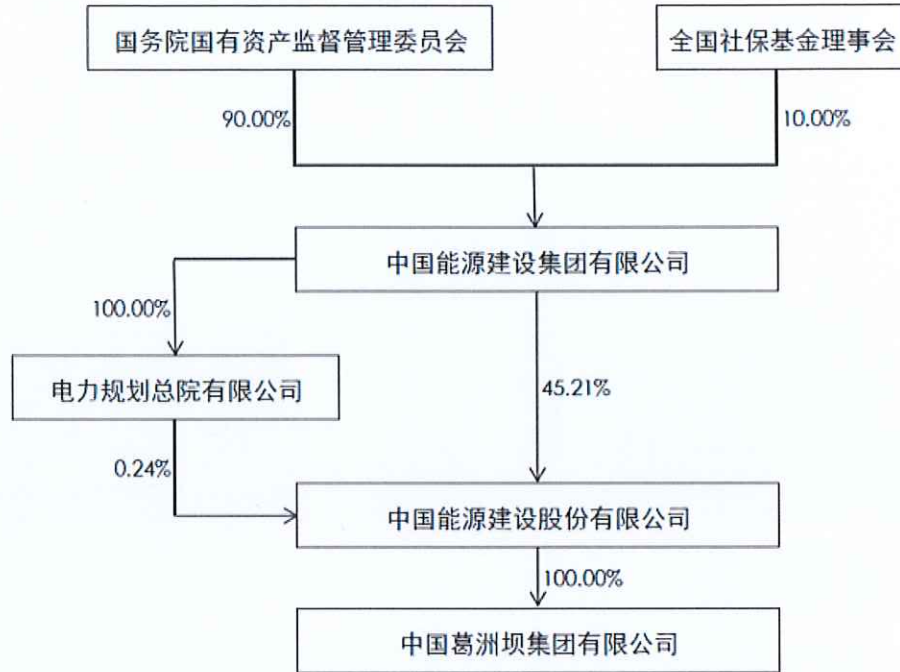 国务院国有资产监督管理委员会
全国社保基金理事会
90.00%
10.00%
中国能源建设集团有限公司
100.00%
电力规划总院有限公司
45.21%
0.24%
中国能源建设股份有限公司
100.00%
中国葛洲坝集团有限公司